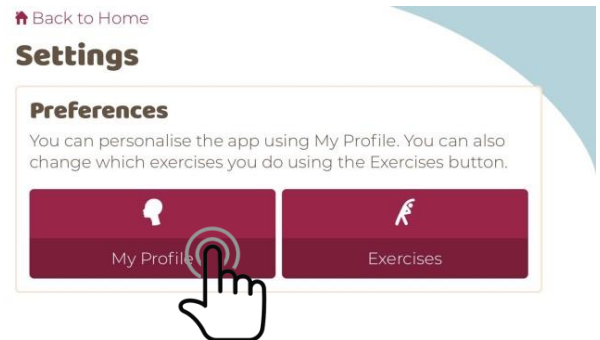 Back to Home
Settings
Preferences
You can personalise the app using My Profile. You can also
change which exercises you do using the Exercises button.
My Profile
Exercises